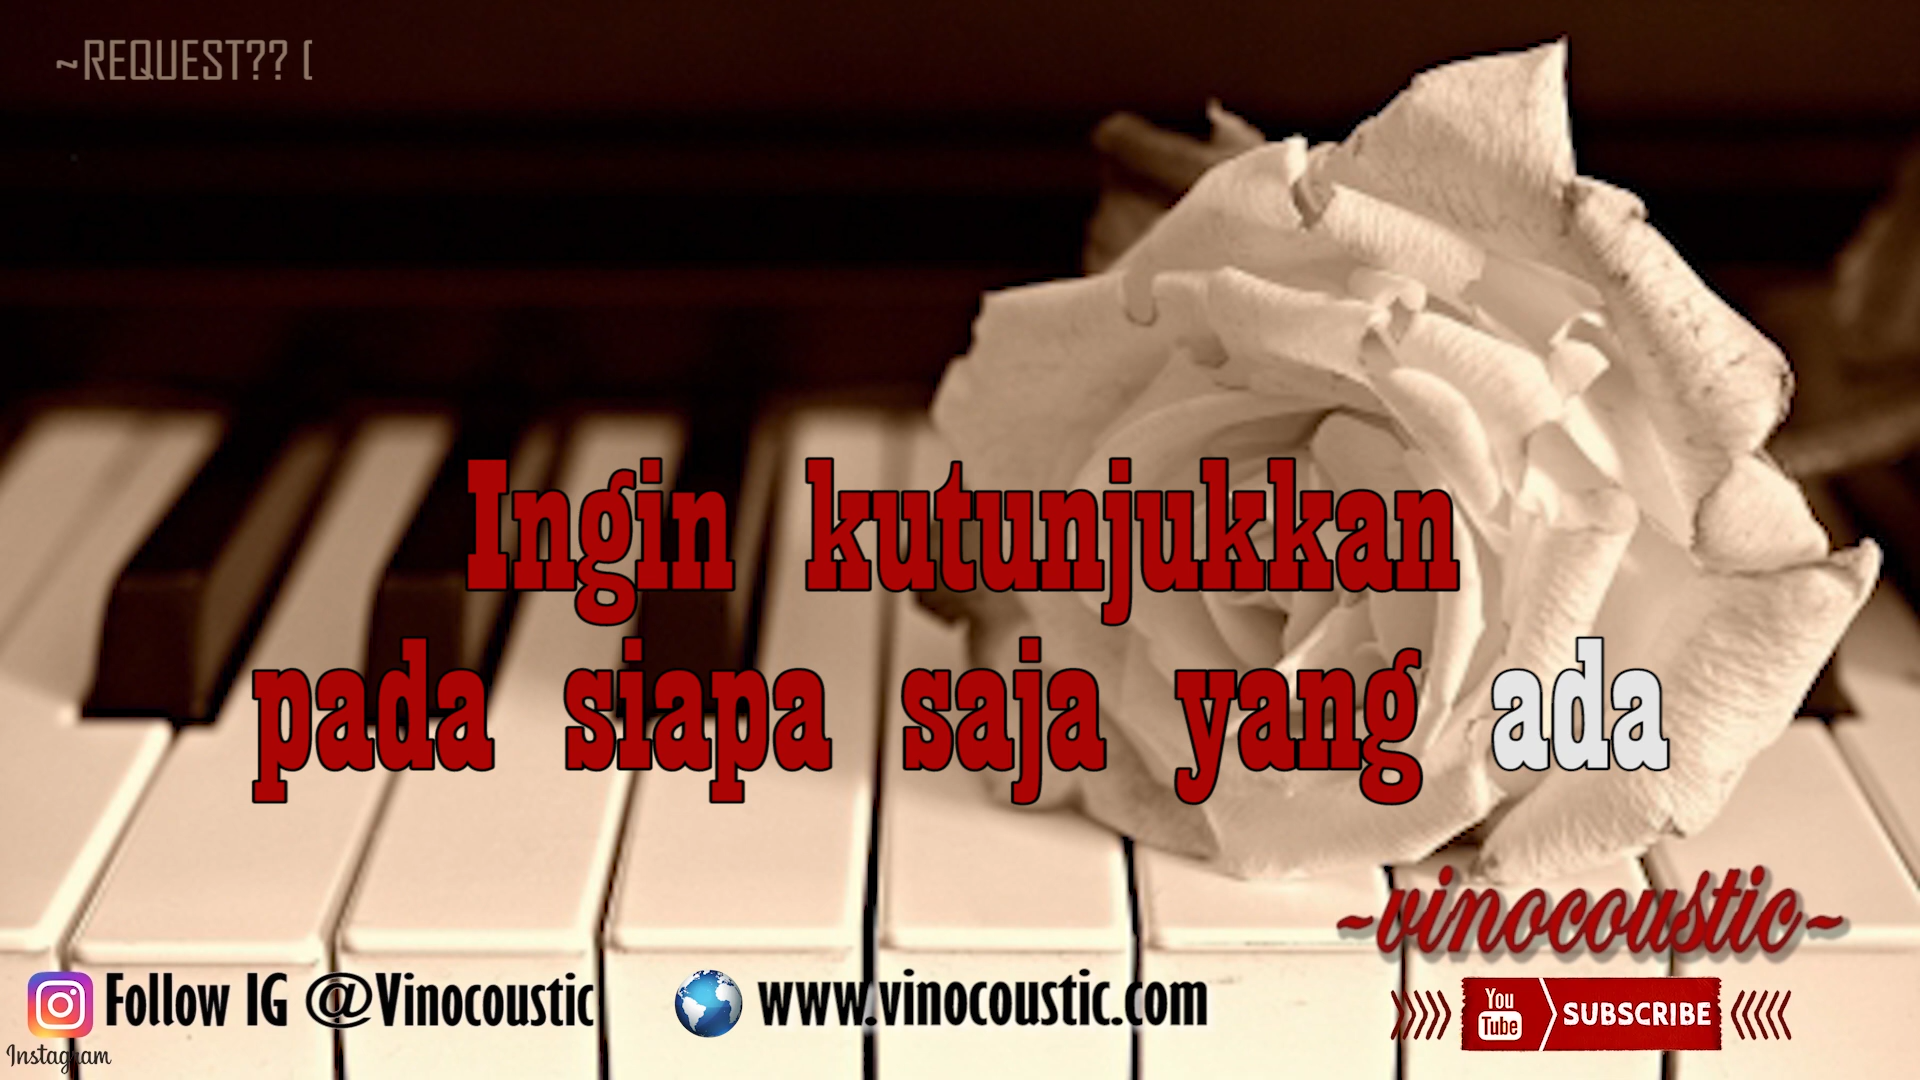 ~REQUEST?? (
Ingin kutunjukkan
pada siapa saja yang ada
~vinocoustic~
Follow IG @Vinocoustic
www.vinocoustic.com
You
Tube
SUBSCRIBE
Instagram